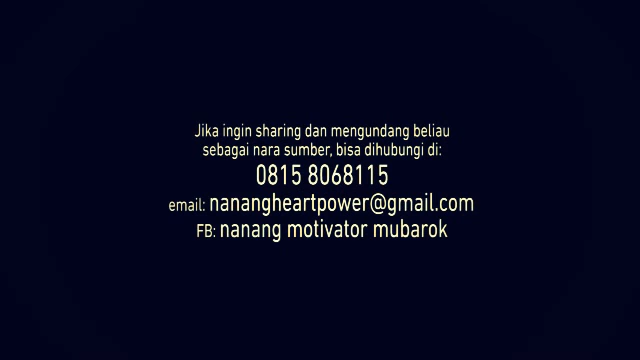 Jika ingin sharing dan mengundang beliau
sebagai nara sumber, bisa dihubungi di:
0815 8068115
email: nanangheartpower@gmail.com
FB: nanang motivator mubarok